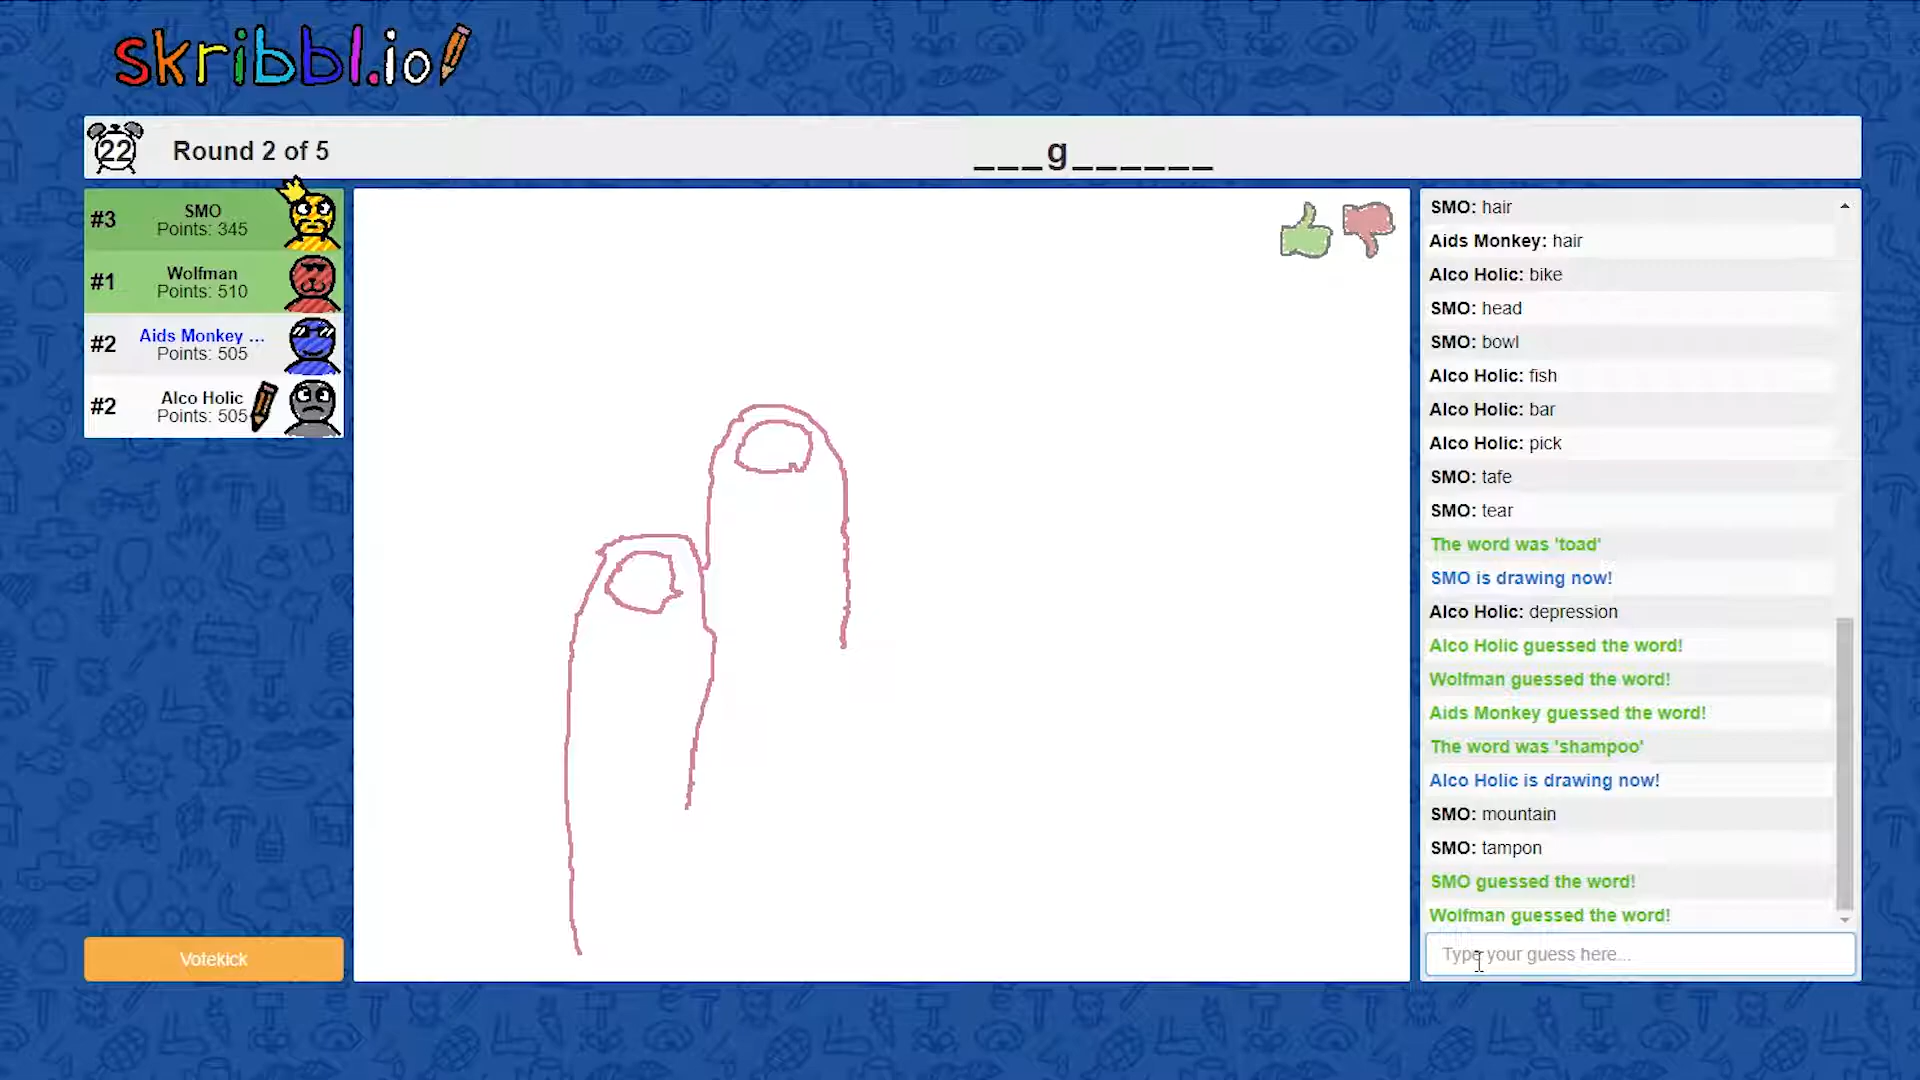 skribbl.io
22
Round 2 of 5
___g______
#3
SMO
Points: 345
#1
Wolfman
Points: 510
#2
Aids Monkey ...
Points: 505
#2
Alco Holic
Points: 505
Votekick
SMO: hair
Aids Monkey: hair
Alco Holic: bike
SMO: head
SMO: bowl
Alco Holic: fish
Alco Holic: bar
Alco Holic: pick
SMO: tafe
SMO: tear
The word was 'toad'
SMO is drawing now!
Alco Holic: depression
Alco Holic guessed the word!
Wolfman guessed the word!
Aids Monkey guessed the word!
The word was 'shampoo'
Alco Holic is drawing now!
SMO: mountain
SMO: tampon
SMO guessed the word!
Wolfman guessed the word!
Type your guess here...